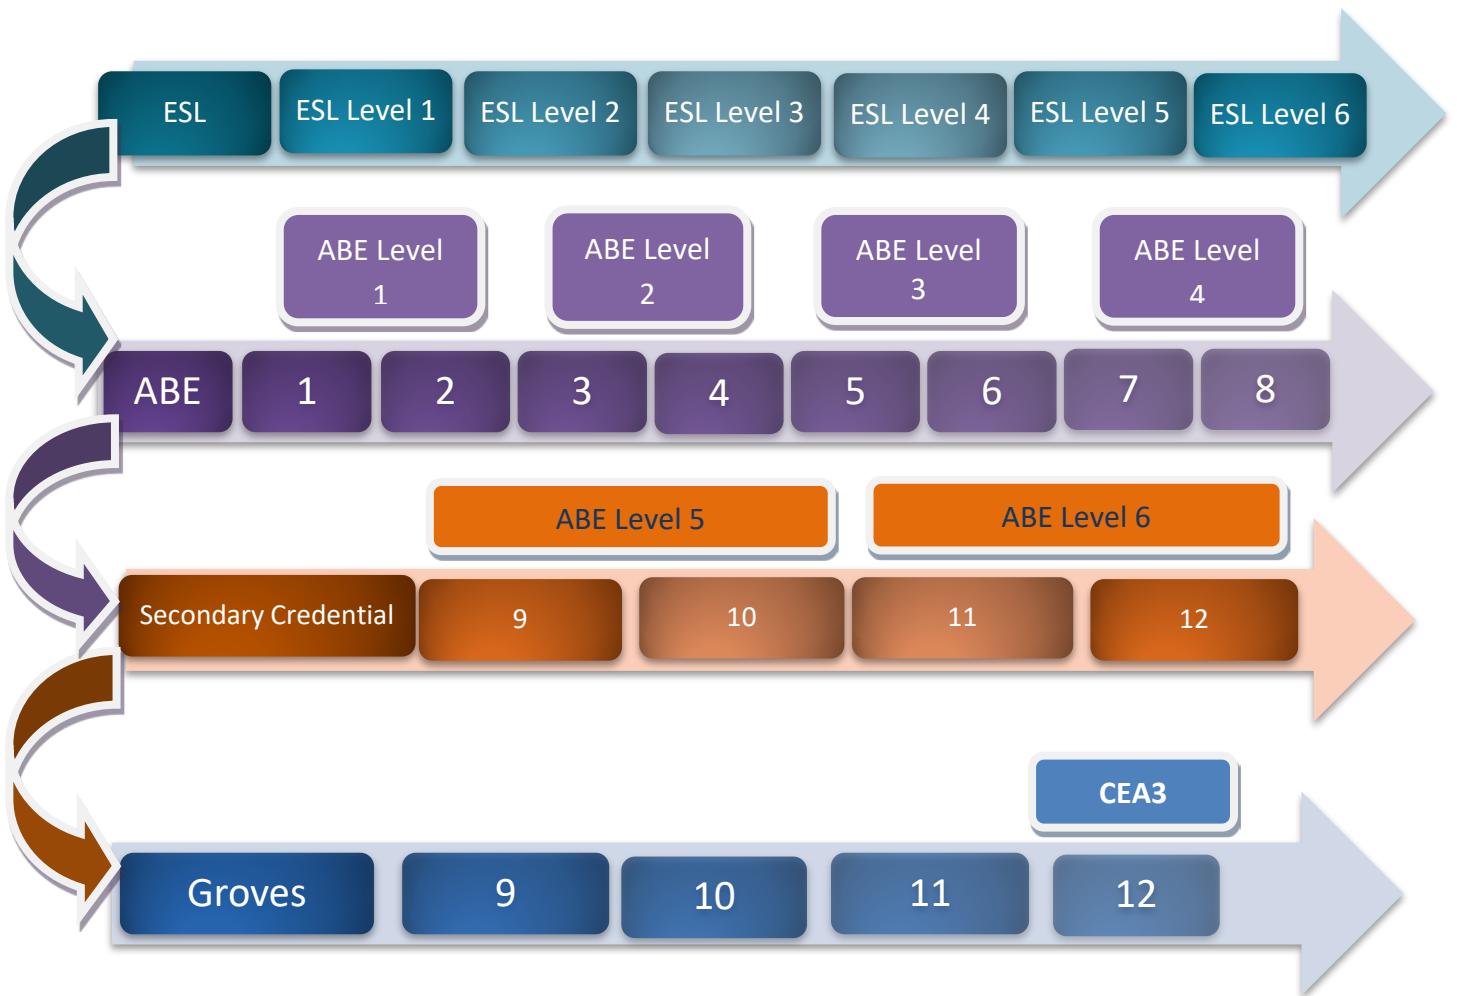 ESL
ESL Level 1
ESL Level 2
ESL Level 3
ESL Level 4
ESL Level 5
ESL Level 6
ABE Level
1
ABE Level
2
ABE Level
3
ABE Level
4
ABE
1
2
3
4
5
6
7
8
ABE Level 5
ABE Level 6
Secondary Credential
9
10
11
12
CEA3
Groves
9
10
11
12